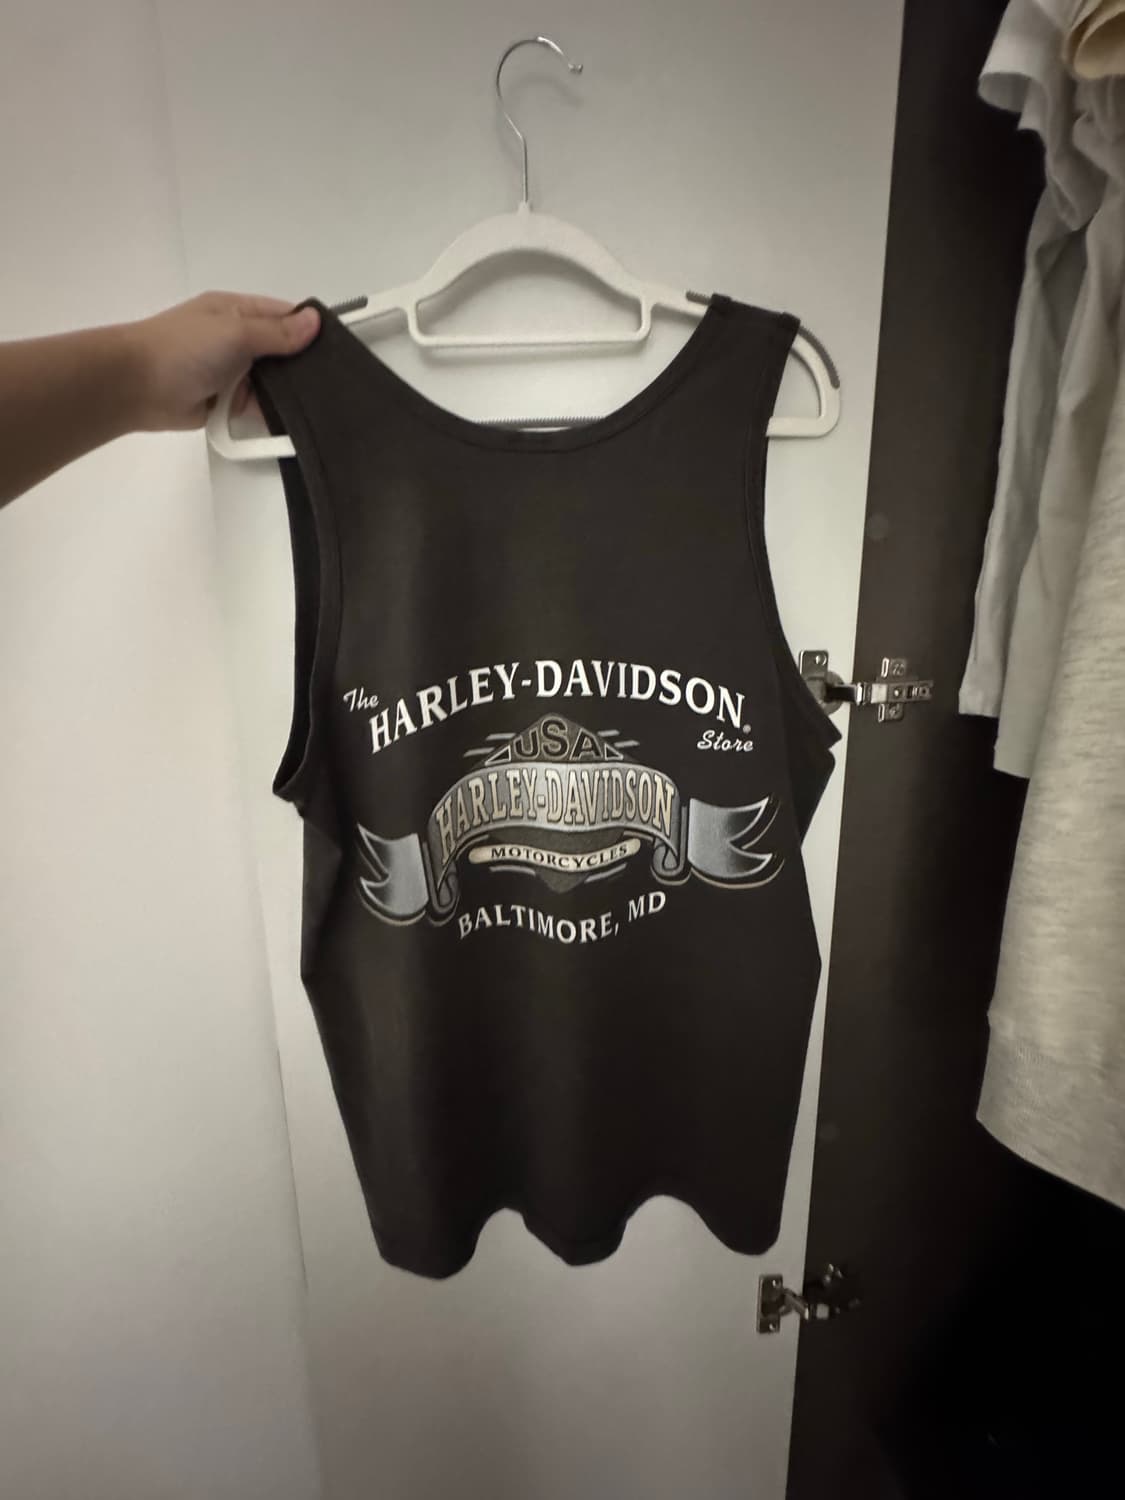 The
HARLEY-DAVIDSON®
Store
USA
HARLEY-DAVIDSON
MOTORCYCLES
BALTIMORE, MD